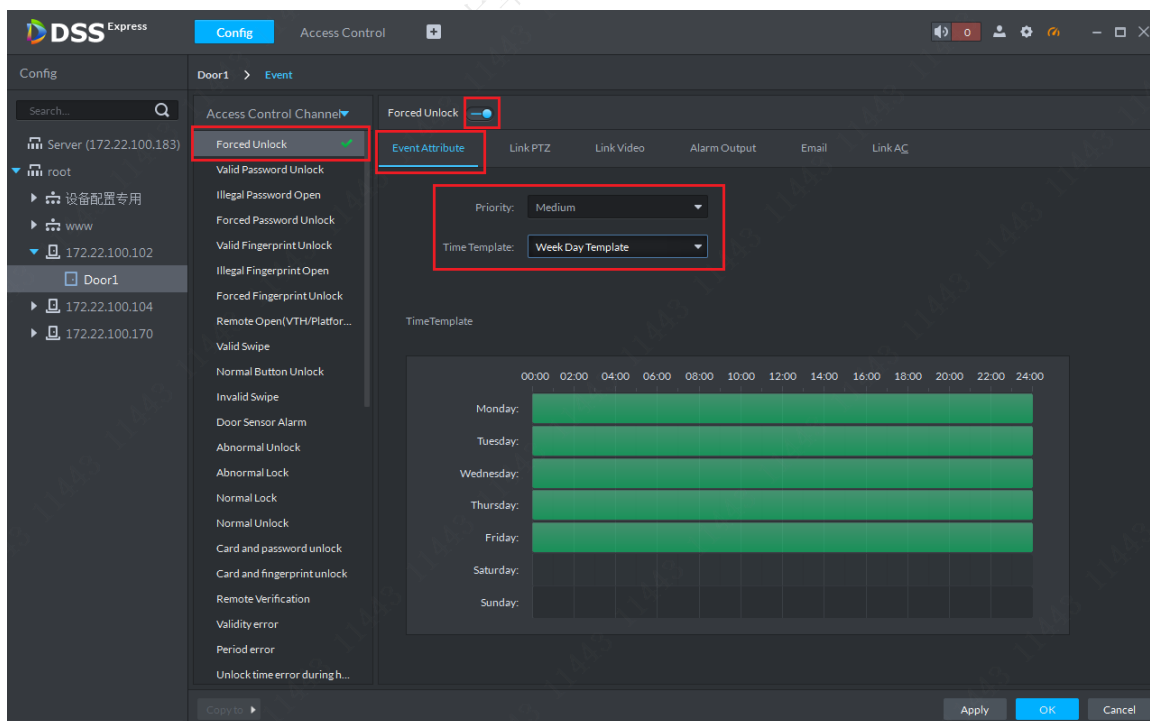 DSS Express
Config
Access Control
0
Config
Door1 > Event
Search...
Access Control Channel
Forced Unlock
Server (172.22.100.183)
root
设备配置专用
www
172.22.100.102
Door1
172.22.100.104
172.22.100.170
Forced Unlock
Valid Password Unlock
Illegal Password Open
Forced Password Unlock
Valid Fingerprint Unlock
Illegal Fingerprint Open
Forced Fingerprint Unlock
Remote Open(VTH/Platfor...
Valid Swipe
Normal Button Unlock
Invalid Swipe
Door Sensor Alarm
Abnormal Unlock
Abnormal Lock
Normal Lock
Normal Unlock
Card and password unlock
Card and fingerprint unlock
Remote Verification
Validity error
Period error
Unlock time error during h...
Event Attribute
Link PTZ
Link Video
Alarm Output
Email
Link AC
Priority: Medium
Time Template: Week Day Template
TimeTemplate
00:00 02:00 04:00 06:00 08:00 10:00 12:00 14:00 16:00 18:00 20:00 22:00 24:00
Monday:
Tuesday:
Wednesday:
Thursday:
Friday:
Saturday:
Sunday:
Copy to
Apply
OK
Cancel